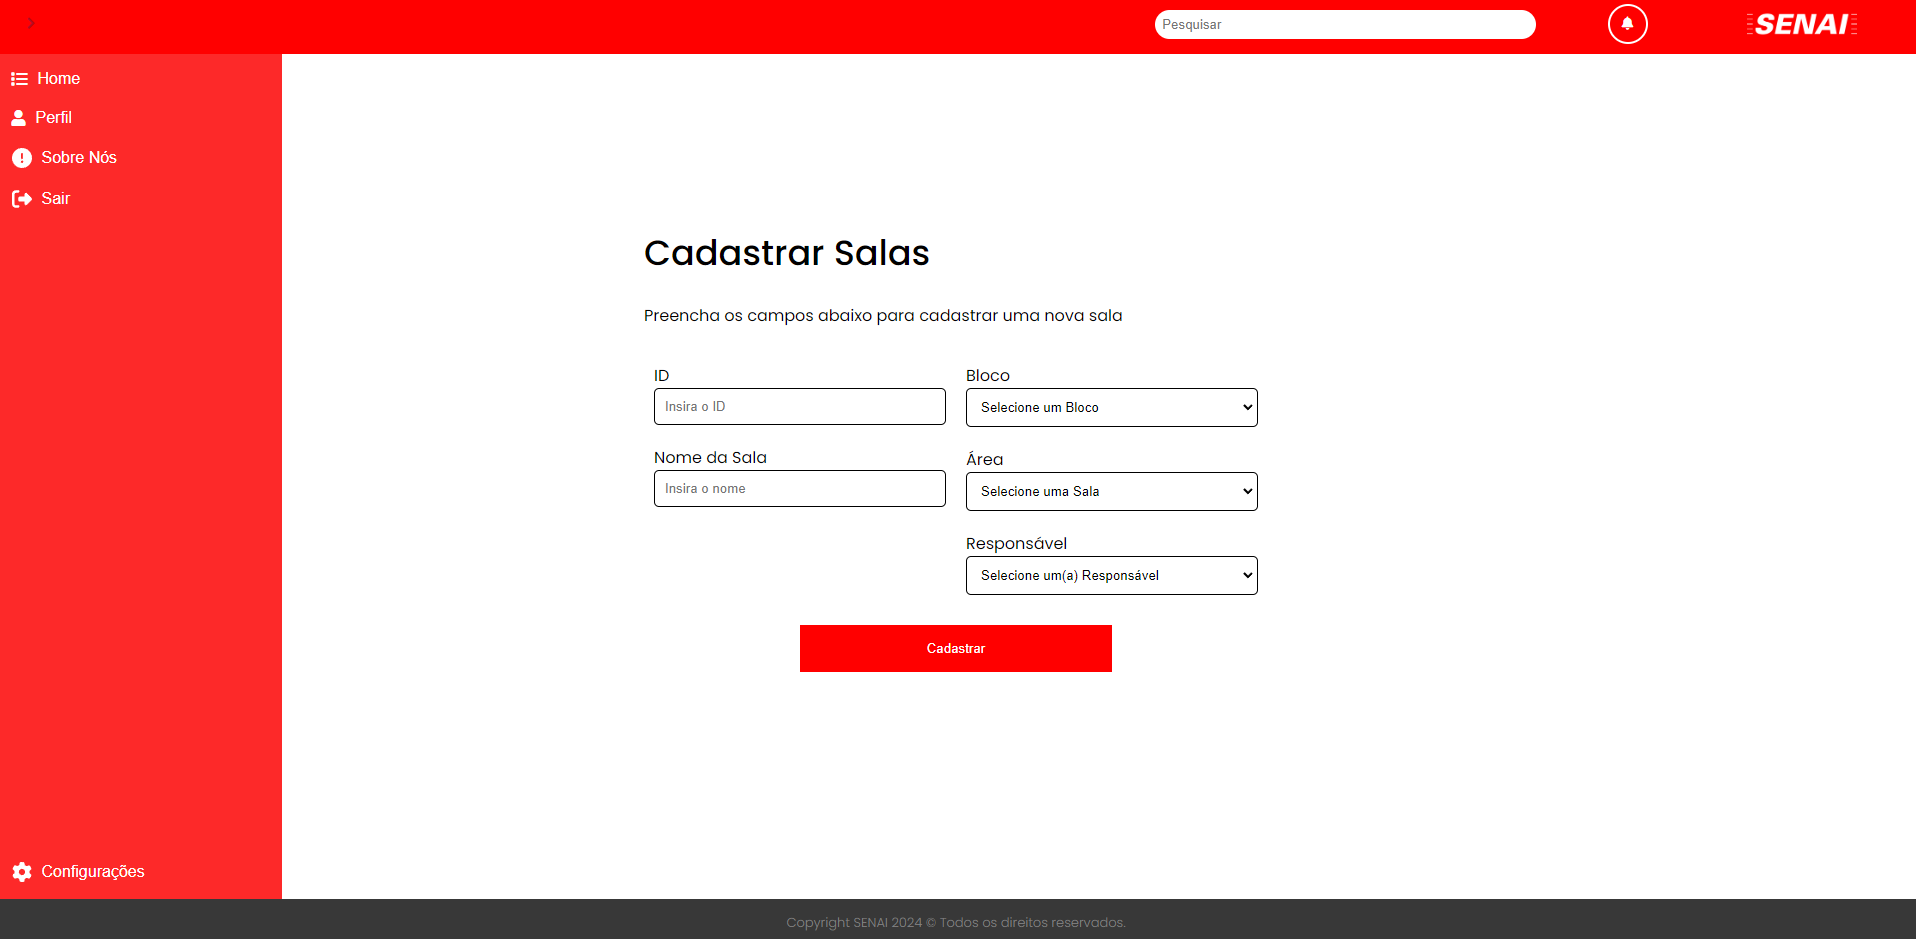 Pesquisar
SENAI
Home
Perfil
Sobre Nós
Sair
Configurações
Cadastrar Salas
Preencha os campos abaixo para cadastrar uma nova sala
ID
Insira o ID
Nome da Sala
Insira o nome
Bloco
Selecione um Bloco
Área
Selecione uma Sala
Responsável
Selecione um(a) Responsável
Cadastrar
Copyright SENAI 2024 © Todos os direitos reservados.